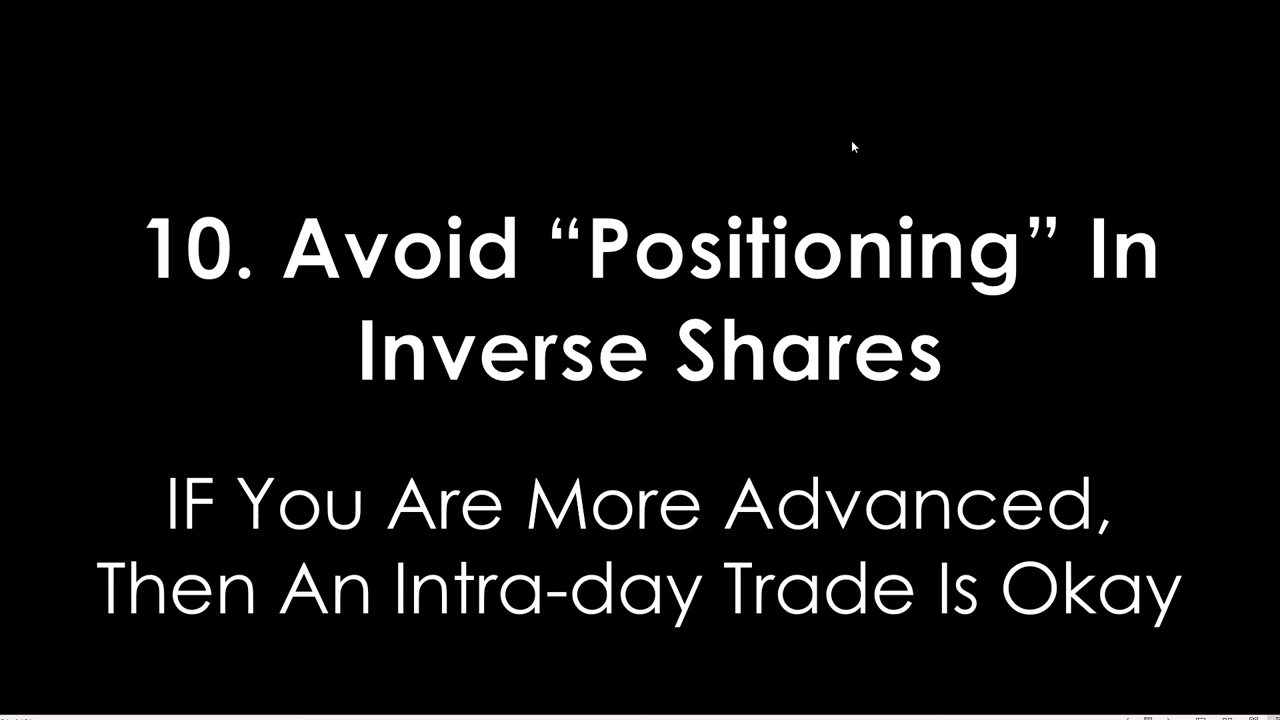 10. Avoid “Positioning” In
Inverse Shares
IF You Are More Advanced,
Then An Intra-day Trade Is Okay